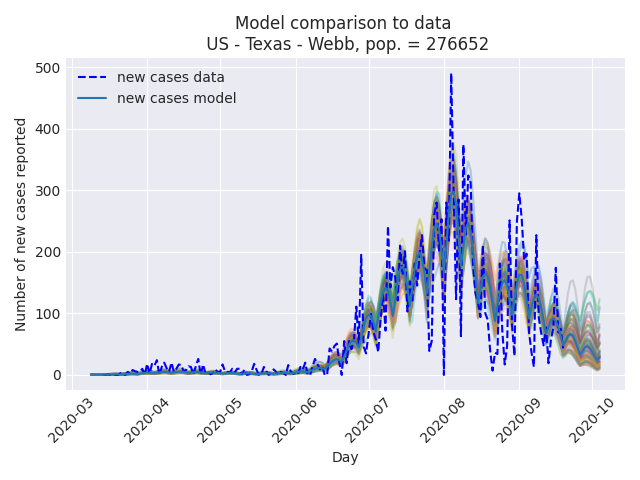 Model comparison to data
US - Texas - Webb, pop. = 276652
new cases data
new cases model
Number of new cases reported
500
400
300
200
100
0
2020-03
2020-04
2020-05
2020-06
2020-07
2020-08
2020-09
2020-10
Day